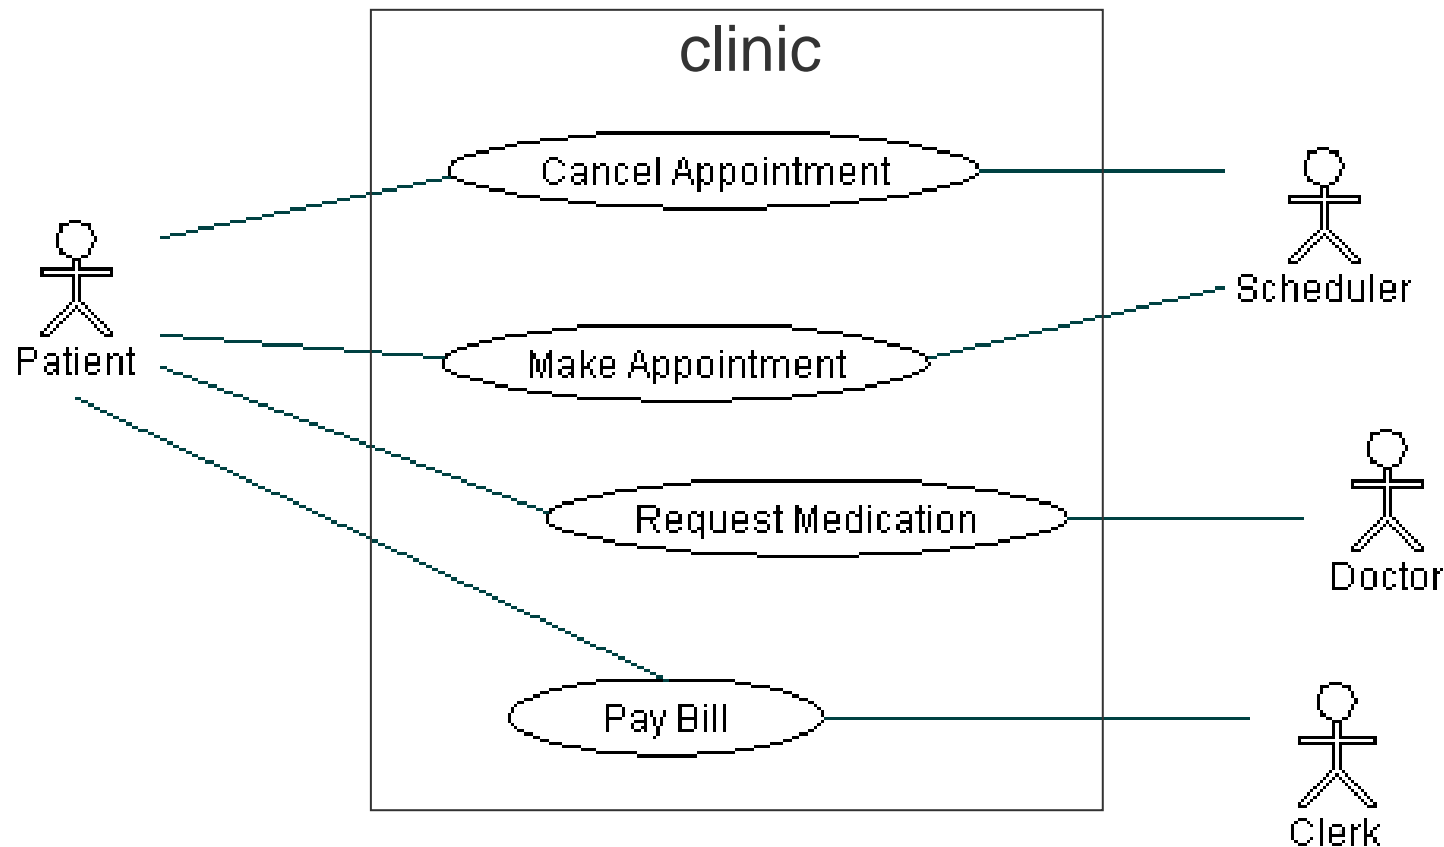 clinic
Cancel Appointment
Scheduler
Patient
Make Appointment
Request Medication
Doctor
Pay Bill
Clerk